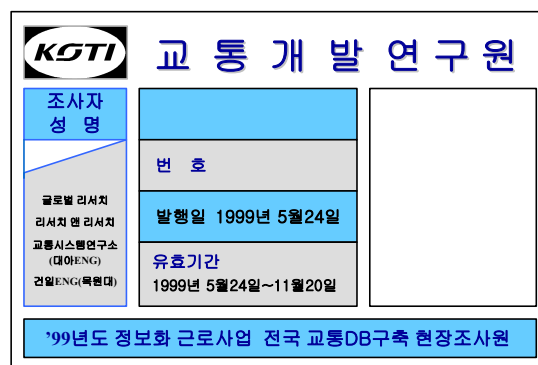 KOTI 교통개발연구원
조사자
성 명
번 호
글로벌 리서치
리서치 앤 리서치
교통시스템연구소
(대아ENG)
건일ENG(목원대)
발행일 1999년 5월24일
유효기간
1999년 5월24일~11월20일
'99년도 정보화 근로사업 전국 교통DB구축 현장조사원